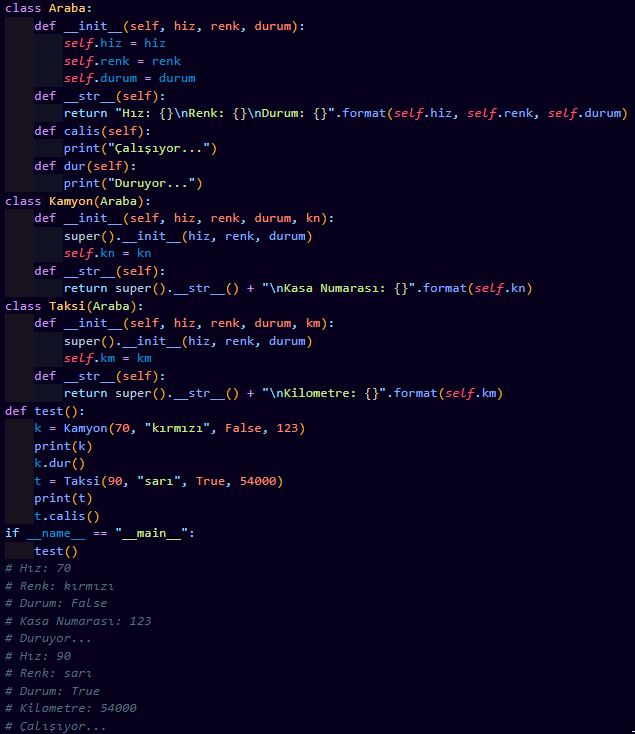 class Araba:
    def __init__(self, hiz, renk, durum):
        self.hiz = hiz
        self.renk = renk
        self.durum = durum
    def __str__(self):
        return "Hız: {}\nRenk: {}\nDurum: {}".format(self.hiz, self.renk, self.durum)
    def calis(self):
        print("Çalışıyor...")
    def dur(self):
        print("Duruyor...")
class Kamyon(Araba):
    def __init__(self, hiz, renk, durum, kn):
        super().__init__(hiz, renk, durum)
        self.kn = kn
    def __str__(self):
        return super().__str__() + "\nKasa Numarası: {}".format(self.kn)
class Taksi(Araba):
    def __init__(self, hiz, renk, durum, km):
        super().__init__(hiz, renk, durum)
        self.km = km
    def __str__(self):
        return super().__str__() + "\nKilometre: {}".format(self.km)
def test():
    k = Kamyon(70, "kırmızı", False, 123)
    print(k)
    k.dur()
    t = Taksi(90, "sarı", True, 54000)
    print(t)
    t.calis()
if __name__ == "__main__":
    test()
# Hız: 70
# Renk: kırmızı
# Durum: False
# Kasa Numarası: 123
# Duruyor...
# Hız: 90
# Renk: sarı
# Durum: True
# Kilometre: 54000
# Çalışıyor...